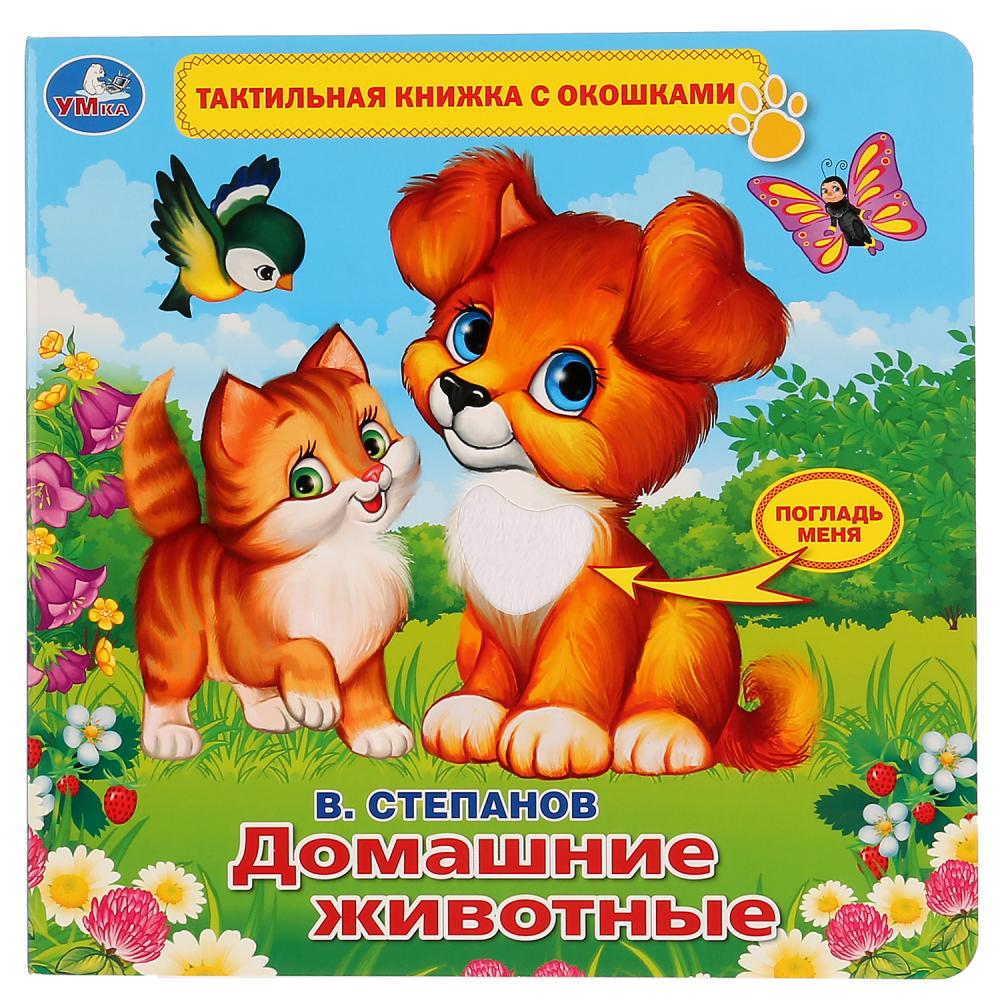 УМКА
ТАКТИЛЬНАЯ КНИЖКА С ОКОШКАМИ
ПОГЛАДЬ
МЕНЯ
В. СТЕПАНОВ
Домашние
животные